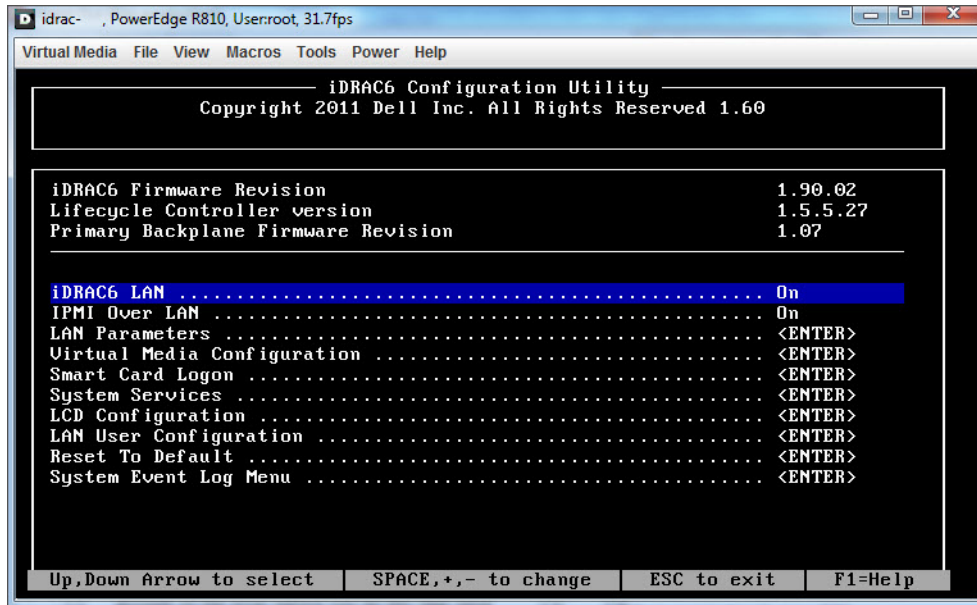 D idrac- , PowerEdge R810, User:root, 31.7fps
Virtual Media File View Macros Tools Power Help
iDRAC6 Configuration Utility
Copyright 2011 Dell Inc. All Rights Reserved 1.60
iDRAC6 Firmware Revision 1.90.02
Lifecycle Controller version 1.5.5.27
Primary Backplane Firmware Revision 1.07
iDRAC6 LAN ................................................... On
IPMI Over LAN ................................................ On
LAN Parameters ............................................... <ENTER>
Virtual Media Configuration .................................. <ENTER>
Smart Card Logon ............................................. <ENTER>
System Services .............................................. <ENTER>
LCD Configuration ............................................ <ENTER>
LAN User Configuration ....................................... <ENTER>
Reset To Default ............................................. <ENTER>
System Event Log Menu ........................................ <ENTER>
Up,Down Arrow to select SPACE,+,- to change ESC to exit F1=Help